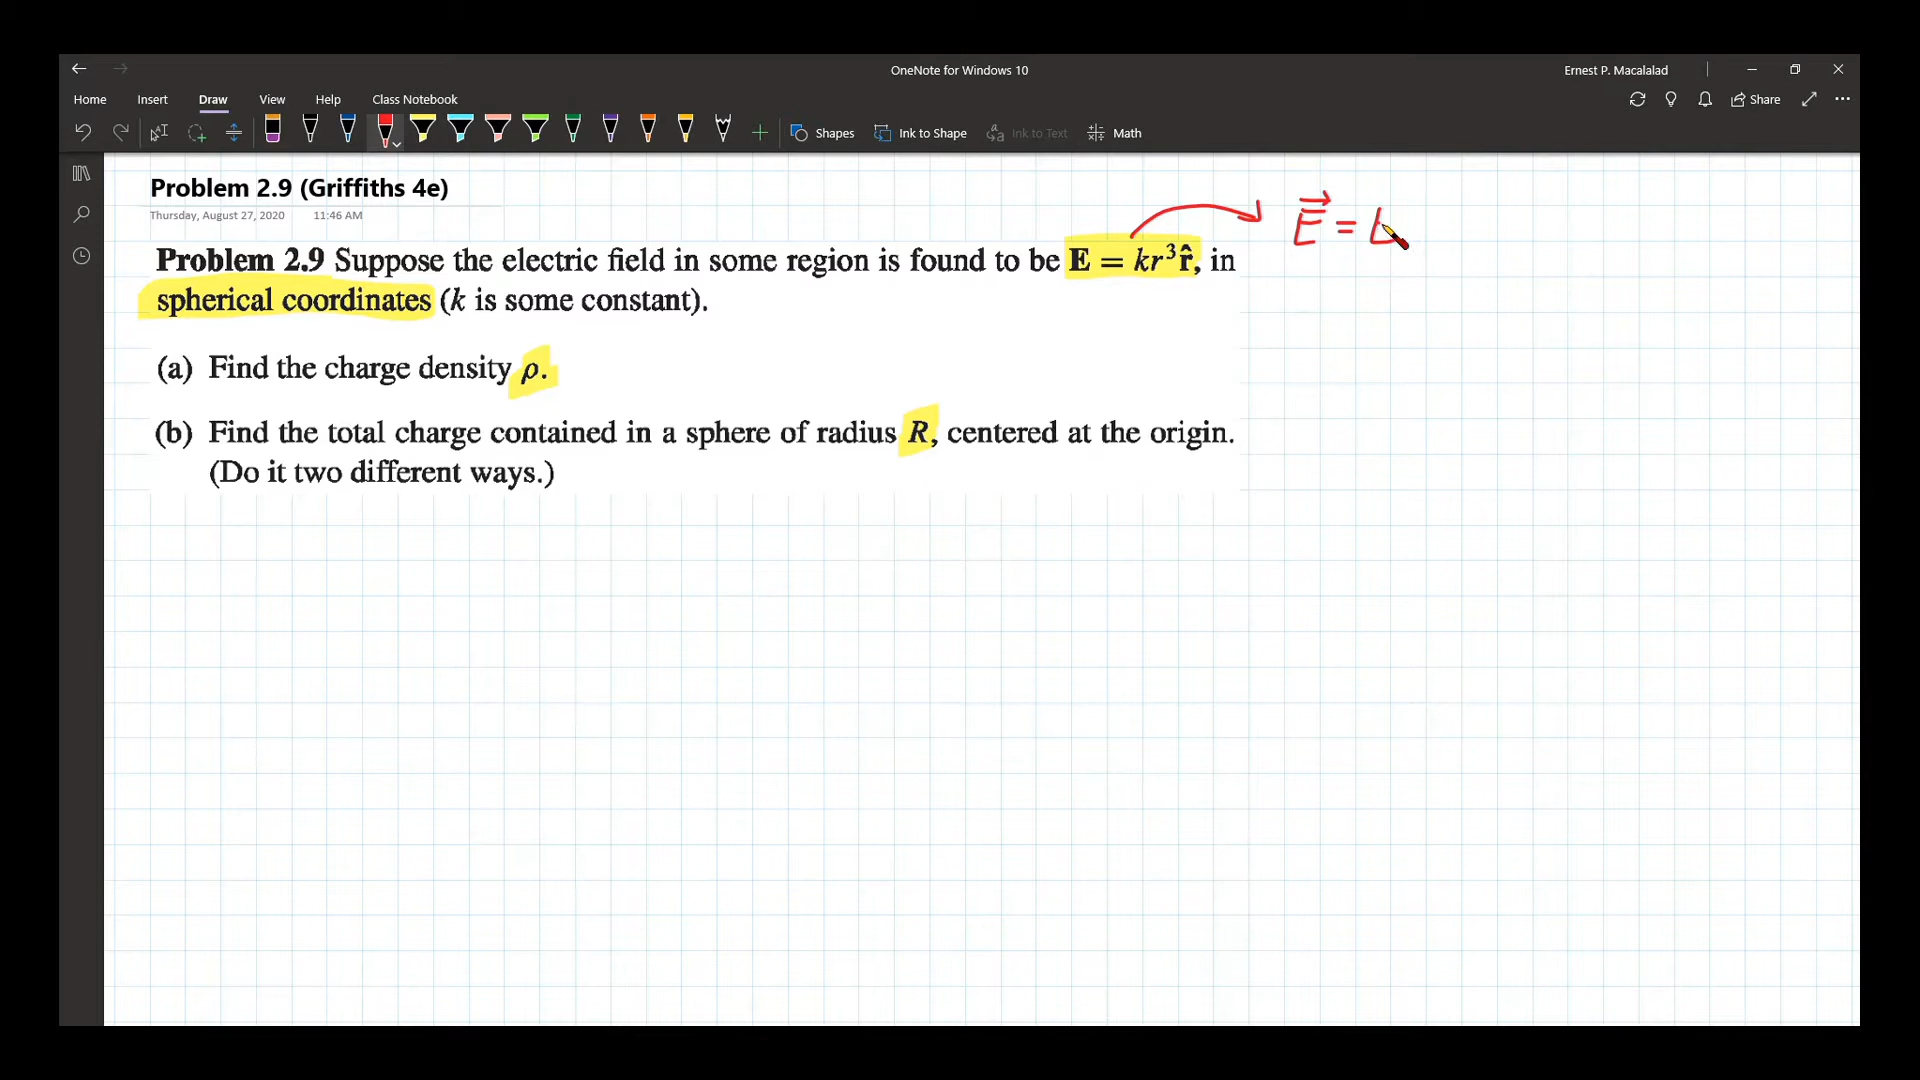 OneNote for Windows 10
Ernest P. Macalalad
Home Insert Draw View Help Class Notebook
Share
Shapes Ink to Shape Ink to Text Math
Problem 2.9 (Griffiths 4e)
Thursday, August 27, 2020 11:46 AM
E⃗ =
Problem 2.9 Suppose the electric field in some region is found to be E = kr³r̂, in
spherical coordinates (k is some constant).
(a) Find the charge density ρ.
(b) Find the total charge contained in a sphere of radius R, centered at the origin.
(Do it two different ways.)